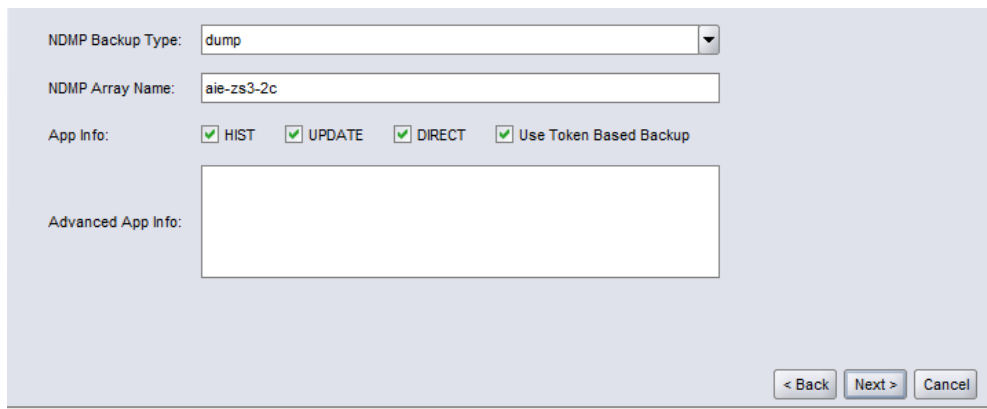 NDMP Backup Type: dump
NDMP Array Name: aie-zs3-2c
App Info: HIST UPDATE DIRECT Use Token Based Backup
Advanced App Info:
< Back Next > Cancel